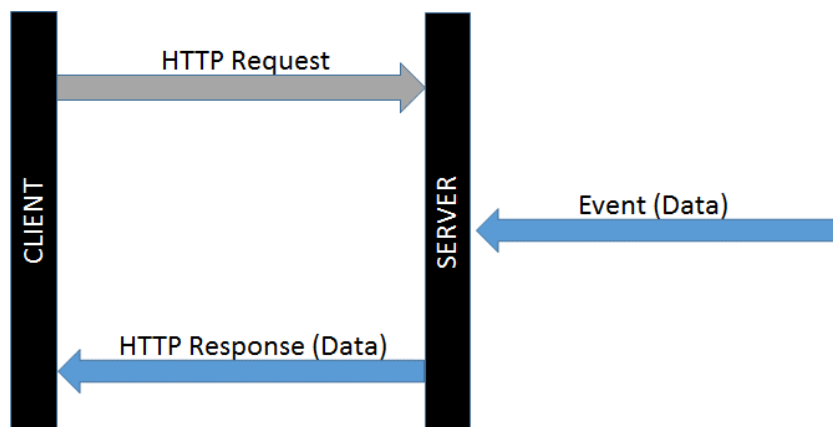 HTTP Request
CLIENT
SERVER
Event (Data)
HTTP Response (Data)